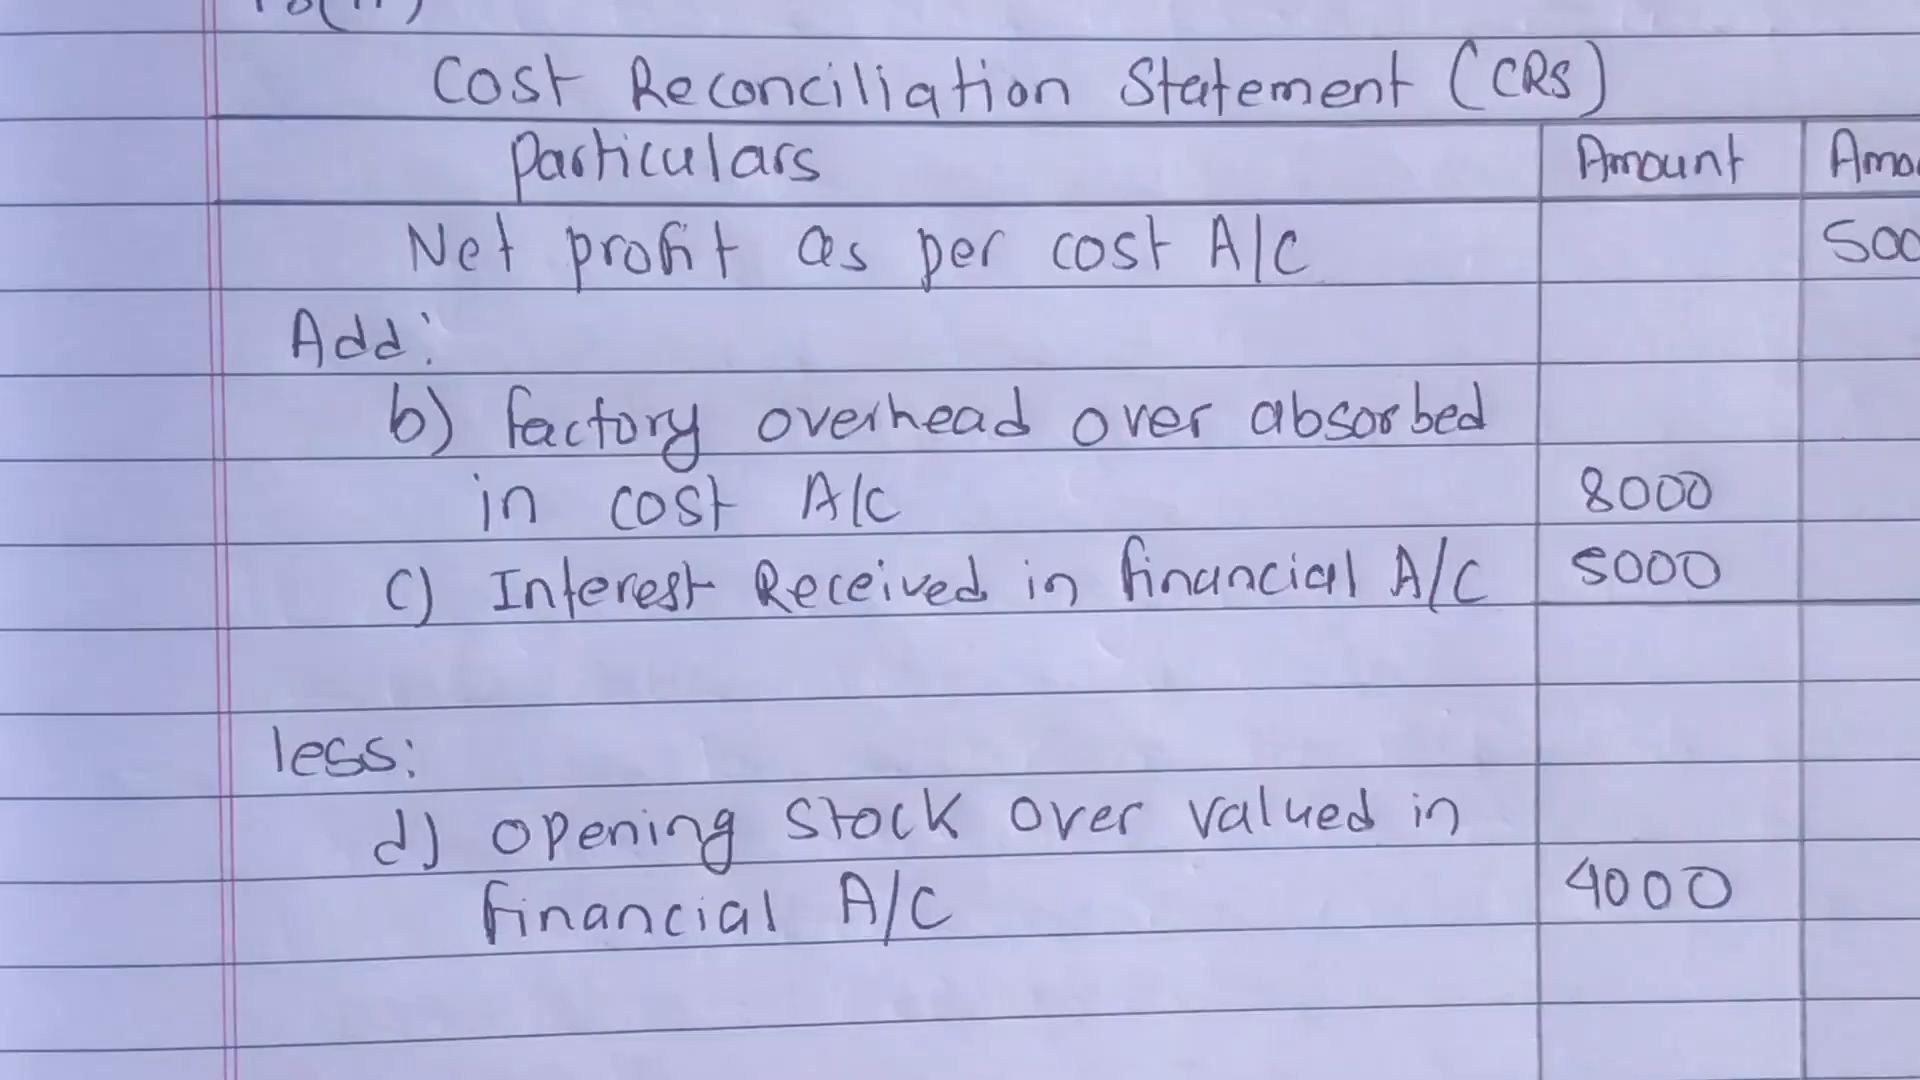 Cost Reconciliation Statement (CRS)
Particulars Amount
Net profit as per cost A/C
Add:
b) factory overhead over absorbed
in cost A/C 8000
c) Interest Received in financial A/C 5000
less:
d) opening stock over valued in
financial A/C 4000